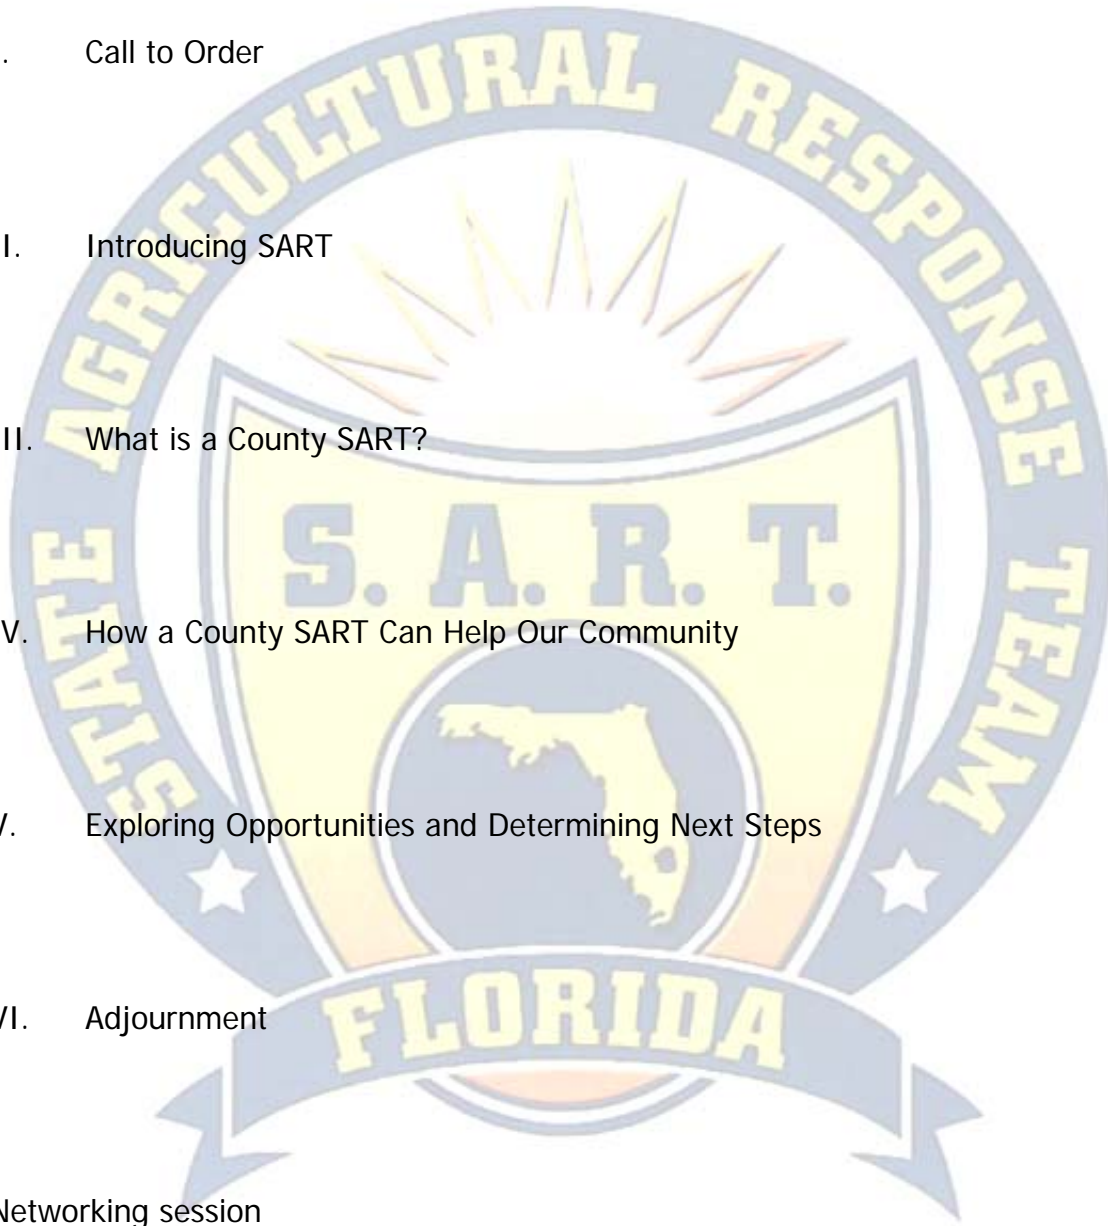 . Call to Order
I. Introducing SART
II. What is a County SART?
V. How a County SART Can Help Our Community
V. Exploring Opportunities and Determining Next Steps
VI. Adjournment
Networking session
STATE AGRICULTURAL RESPONSE TEAM
S. A. R. T.
FLORIDA